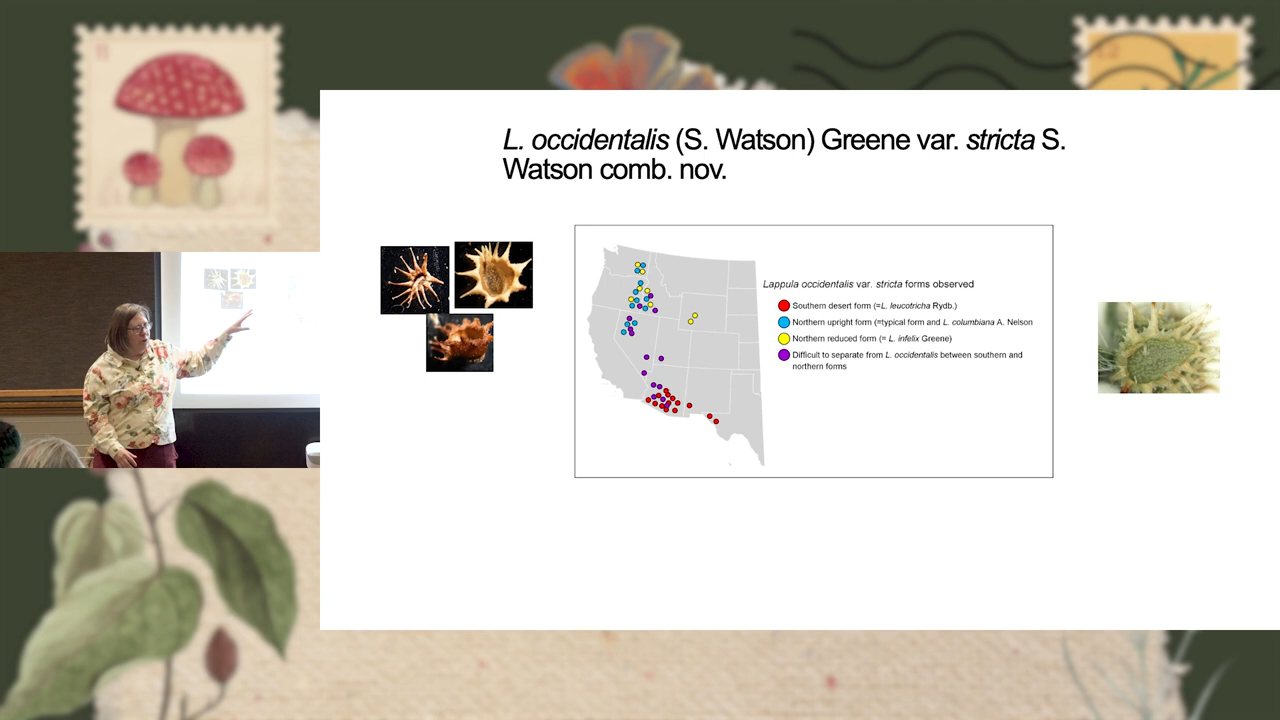 L. occidentalis (S. Watson) Greene var. stricta S.
Watson comb. nov.
Lappula occidentalis var. stricta forms observed
Southern desert form (=L. leucotricha Rydb.)
Northern upright form (=typical form and L. columbiana A. Nelson
Northern reduced form (= L. infelix Greene)
Difficult to separate from L. occidentalis between southern and
northern forms